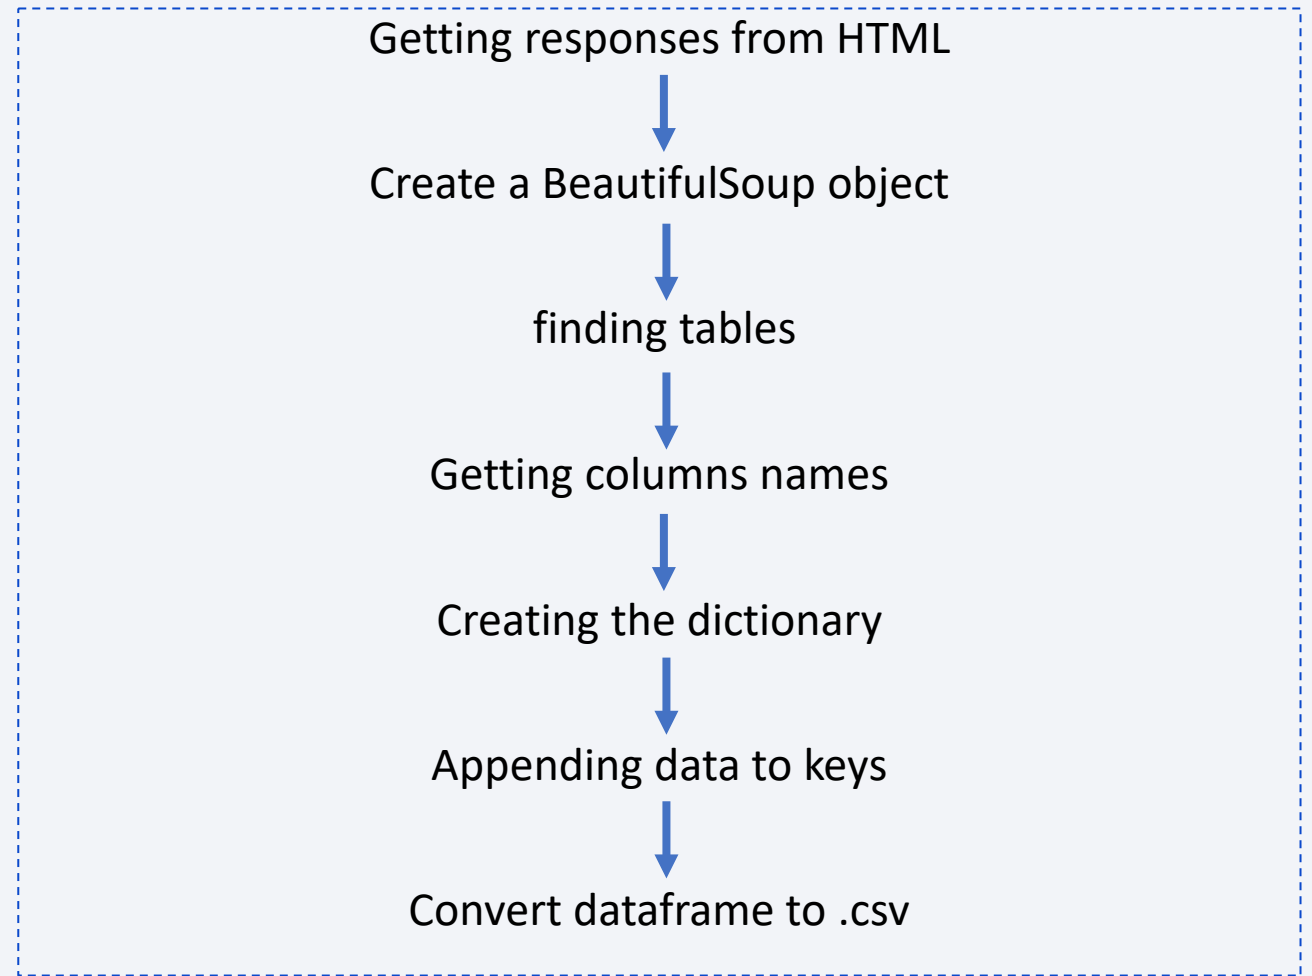 Getting responses from HTML
Create a BeautifulSoup object
finding tables
Getting columns names
Creating the dictionary
Appending data to keys
Convert dataframe to .csv